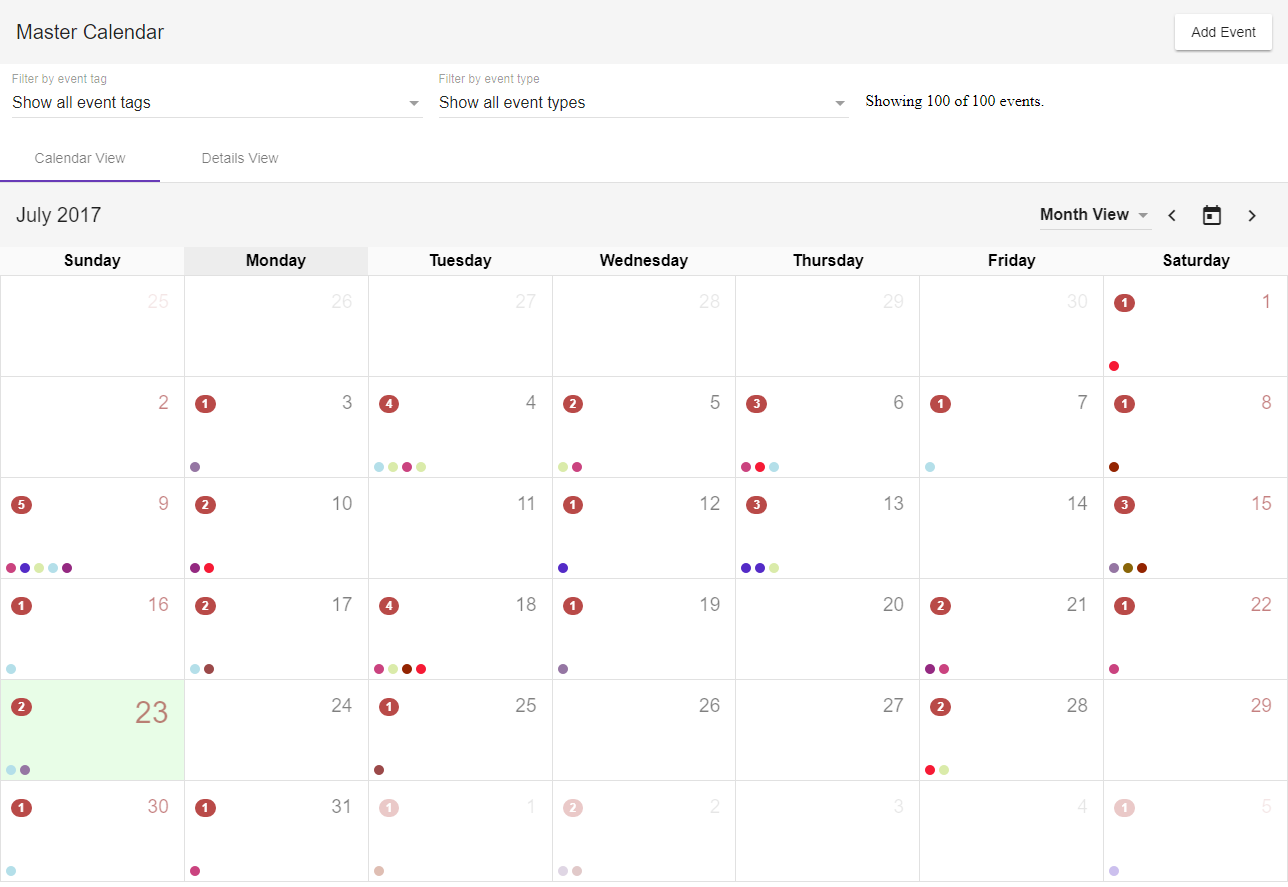 Master Calendar
Add Event
Filter by event tag
Filter by event type
Show all event tags
Show all event types
Showing 100 of 100 events.
Calendar View
Details View
July 2017
Month View
Sunday Monday Tuesday Wednesday Thursday Friday Saturday
25 26 27 28 29 30 1 1
2 1 3 4 4 2 5 3 6 1 7 1 8
5 9 2 10 11 1 12 3 13 14 3 15
1 16 2 17 4 18 1 19 20 2 21 1 22
2 23 24 1 25 26 27 2 28 29
1 30 1 31 1 1 2 2 3 4 1 5